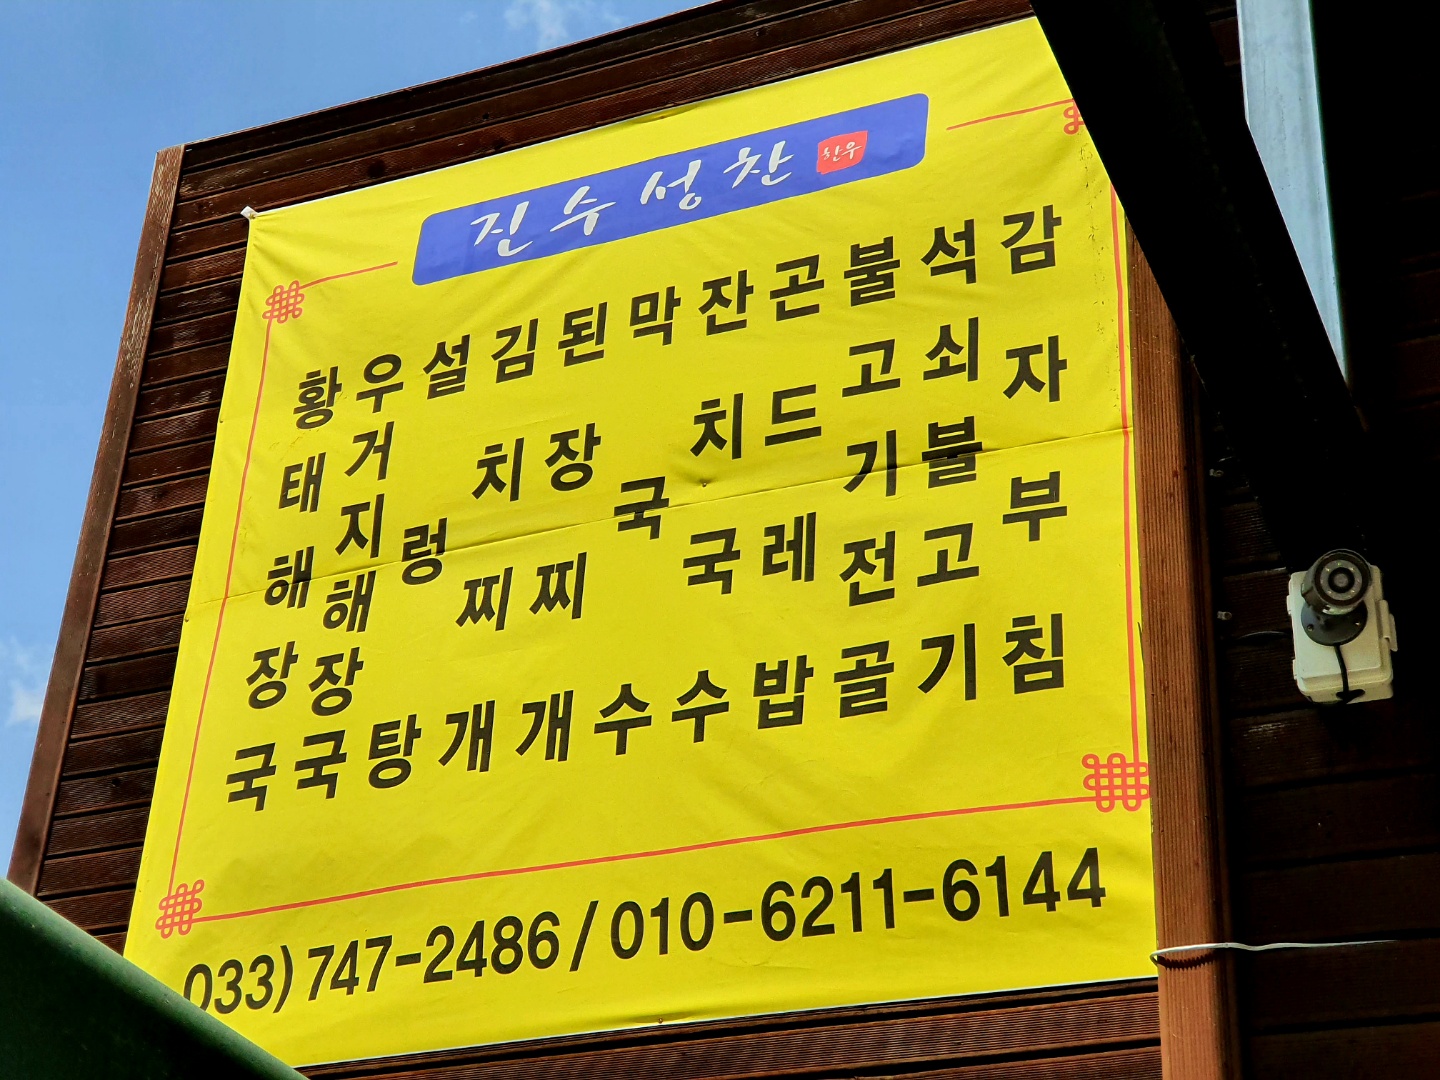 진수성찬 한우
황태해장국
우거지해장국
설렁탕
김치찌개
된장찌개
막국수
잔치국수
곤드레밥
불고기전골
석쇠불고기
감자부침
033)747-2486/010-6211-6144